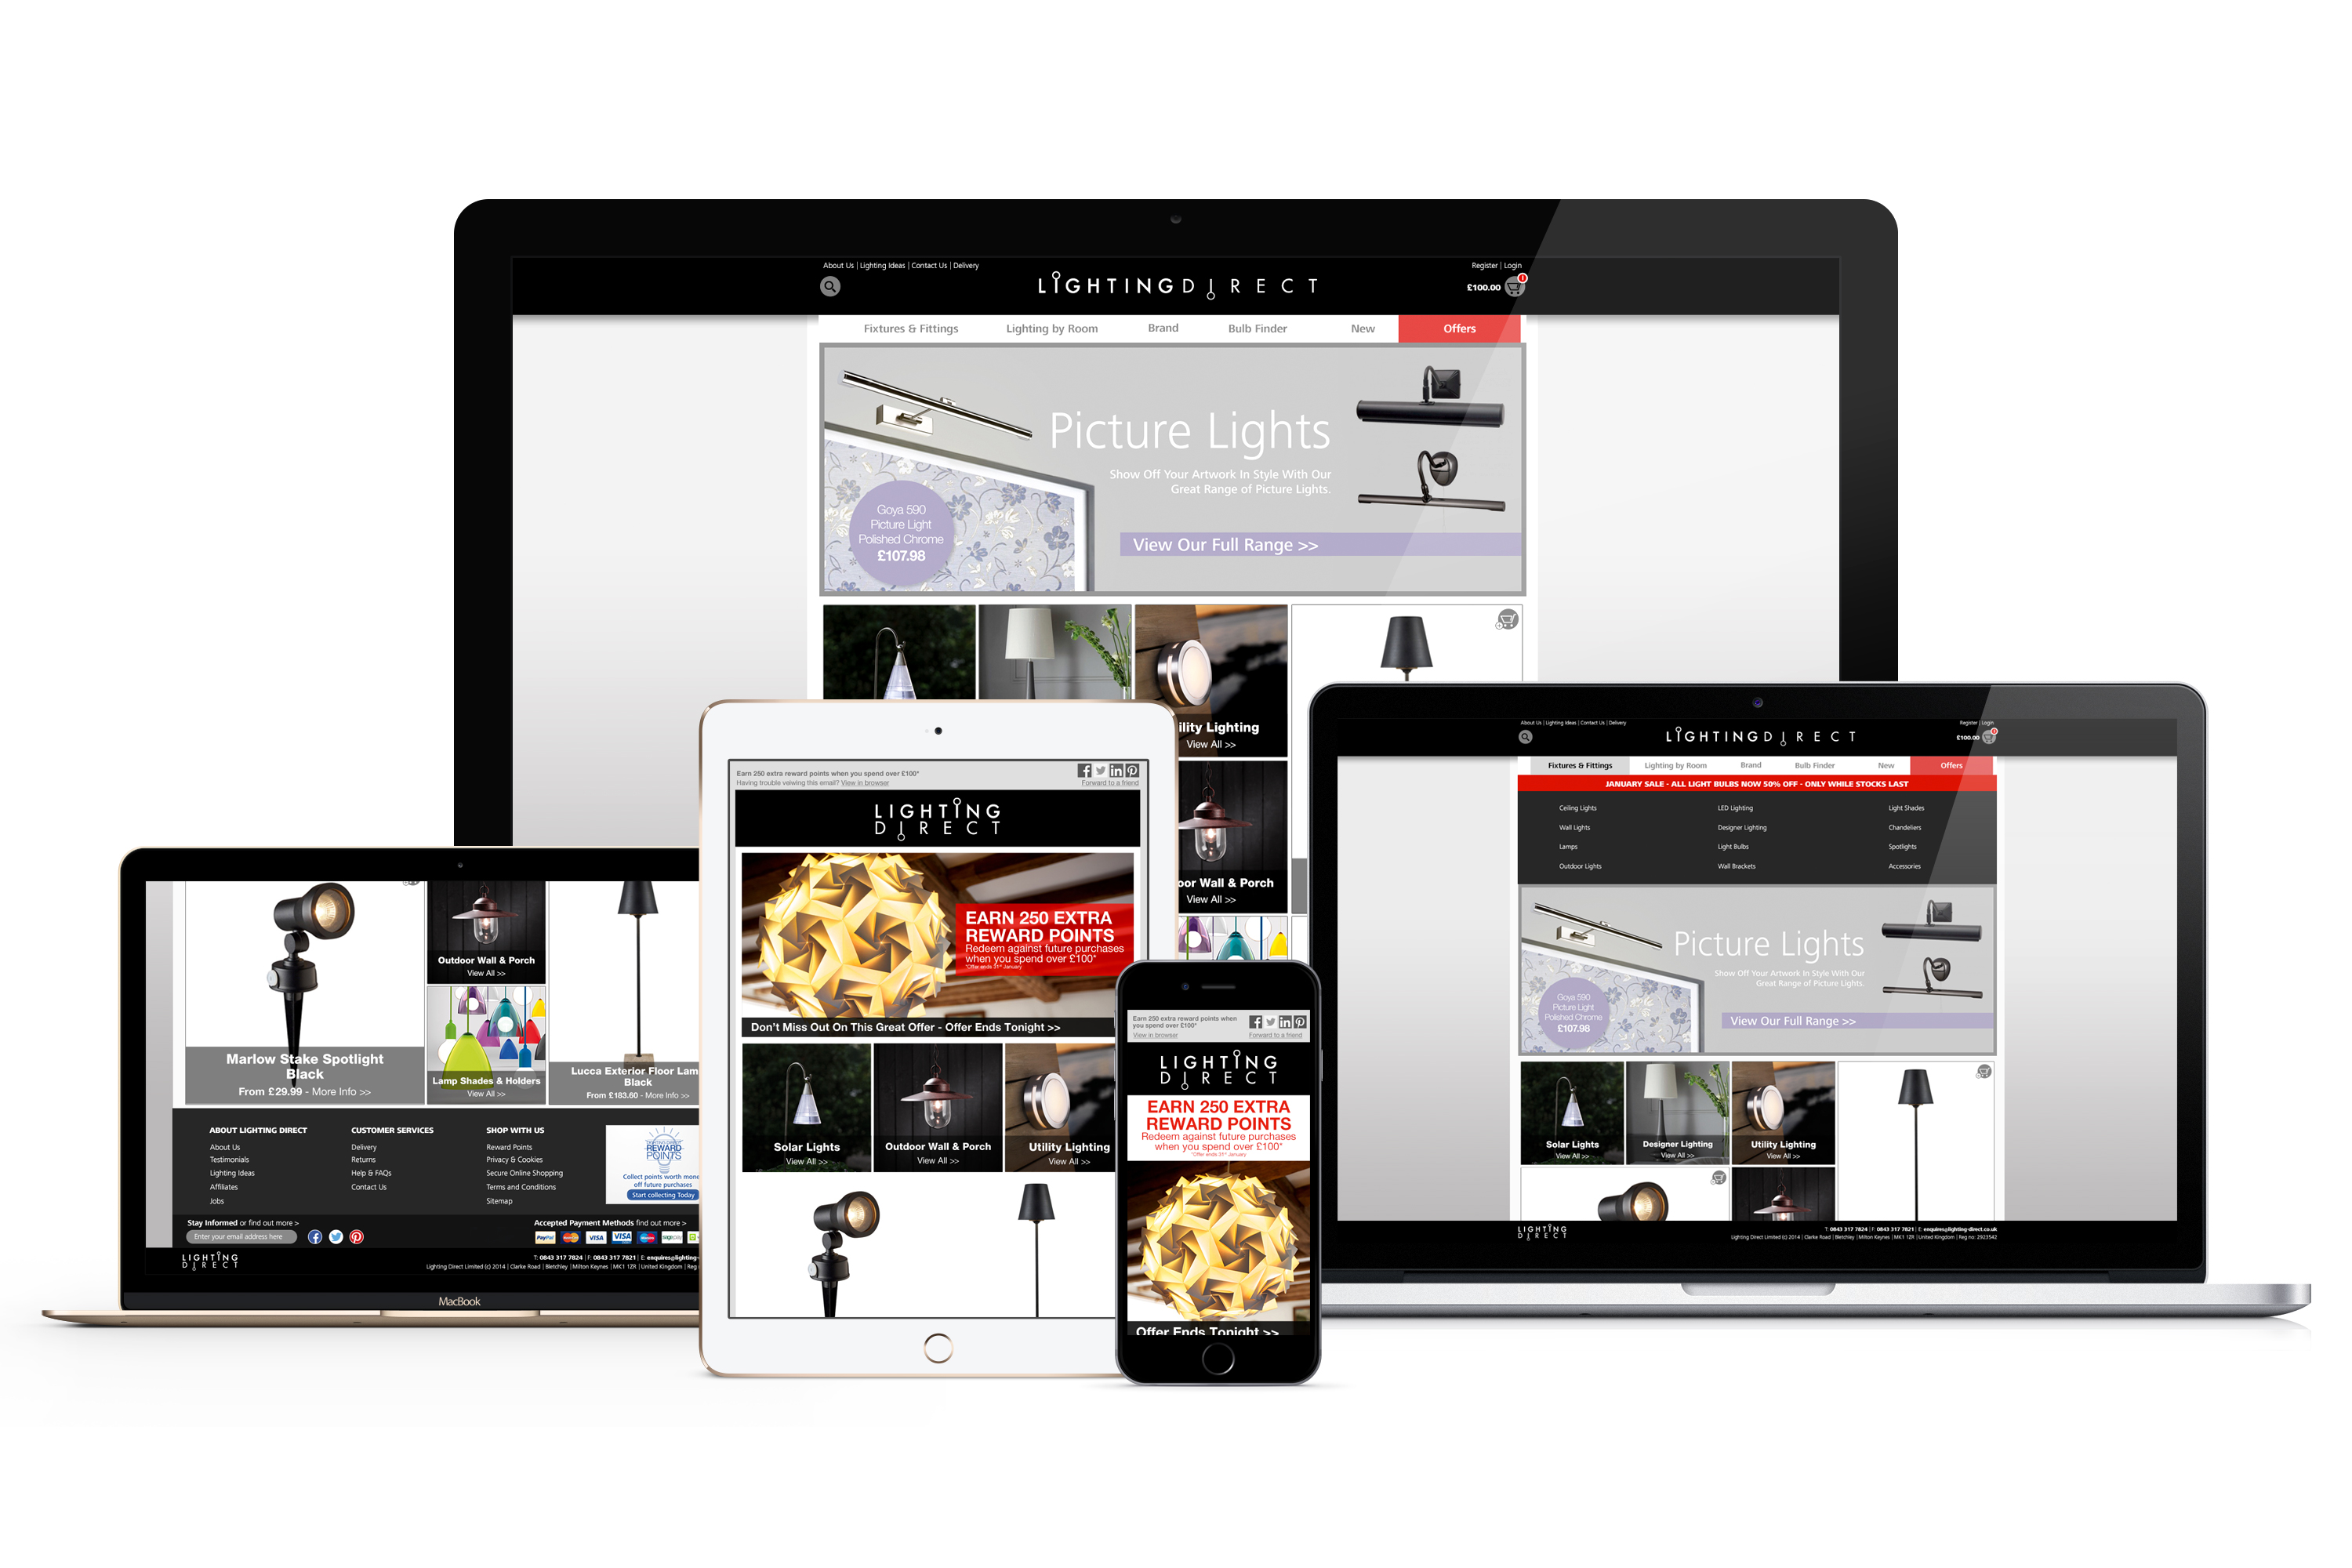 About Us | Lighting Ideas | Contact Us | Delivery
Register | Login
LIGHTINGDIRECT
£100.00
1
Fixtures & Fittings
Lighting by Room
Brand
Bulb Finder
New
Offers
Picture Lights
Show Off Your Artwork In Style With Our
Great Range of Picture Lights.
Goya 590
Picture Light
Polished Chrome
£107.98
View Our Full Range >>
ility Lighting
View All >>
oor Wall & Porch
View All >>
Marlow Stake Spotlight
Black
From £29.99 - More Info >>
Outdoor Wall & Porch
View All >>
Lamp Shades & Holders
View All >>
Lucca Exterior Floor Lam
Black
From £183.60 - More Info >>
ABOUT LIGHTING DIRECT
About Us
Testimonials
Lighting Ideas
Affiliates
Jobs
CUSTOMER SERVICES
Delivery
Returns
Help & FAQs
Contact Us
SHOP WITH US
Reward Points
Privacy & Cookies
Secure Online Shopping
Terms and Conditions
Sitemap
LIGHTING DIRECT
REWARD
POINTS
Collect points worth mone
off future purchases
Start collecting Today
Stay Informed or find out more >
Enter your email address here
Accepted Payment Methods find out more >
PayPal
VISA
VISA
LIGHTING
DIRECT
T: 0843 317 7824 | F: 0843 317 7821 | E: enquires@lighting-
Lighting Direct Limited (c) 2014 | Clarke Road | Bletchley | Milton Keynes | MK1 1ZR | United Kingdom | Reg
MacBook
Earn 250 extra reward points when you spend over £100*
Having trouble veiwing this email? View in browser
Forward to a friend
LIGHTING
DIRECT
EARN 250 EXTRA
REWARD POINTS
Redeem against future purchases
when you spend over £100*
*Offer ends 31st January
Don't Miss Out On This Great Offer - Offer Ends Tonight >>
Solar Lights
View All >>
Outdoor Wall & Porch
View All >>
Utility Lighting
View All >>
Earn 250 extra reward points when
you spend over £100*
View in browser
Forward to a friend
LIGHTING
DIRECT
EARN 250 EXTRA
REWARD POINTS
Redeem against future purchases
when you spend over £100*
*Offer ends 31st January
Offer Ends Tonight >>
About Us | Lighting Ideas | Contact Us | Delivery
Register | Login
LIGHTINGDIRECT
£100.00
Fixtures & Fittings
Lighting by Room
Brand
Bulb Finder
New
Offers
JANUARY SALE - ALL LIGHT BULBS NOW 50% OFF - ONLY WHILE STOCKS LAST
Ceiling Lights
LED Lighting
Light Shades
Wall Lights
Designer Lighting
Chandeliers
Lamps
Light Bulbs
Spotlights
Outdoor Lights
Wall Brackets
Accessories
Picture Lights
Show Off Your Artwork In Style With Our
Great Range of Picture Lights.
Goya 590
Picture Light
Polished Chrome
£107.98
View Our Full Range >>
Solar Lights
View All >>
Designer Lighting
View All >>
Utility Lighting
View All >>
LIGHTING
DIRECT
T: 0843 317 7824 | F: 0843 317 7821 | E: enquires@lighting-direct.co.uk
Lighting Direct Limited (c) 2014 | Clarke Road | Bletchley | Milton Keynes | MK1 1ZR | United Kingdom | Reg no: 2923542